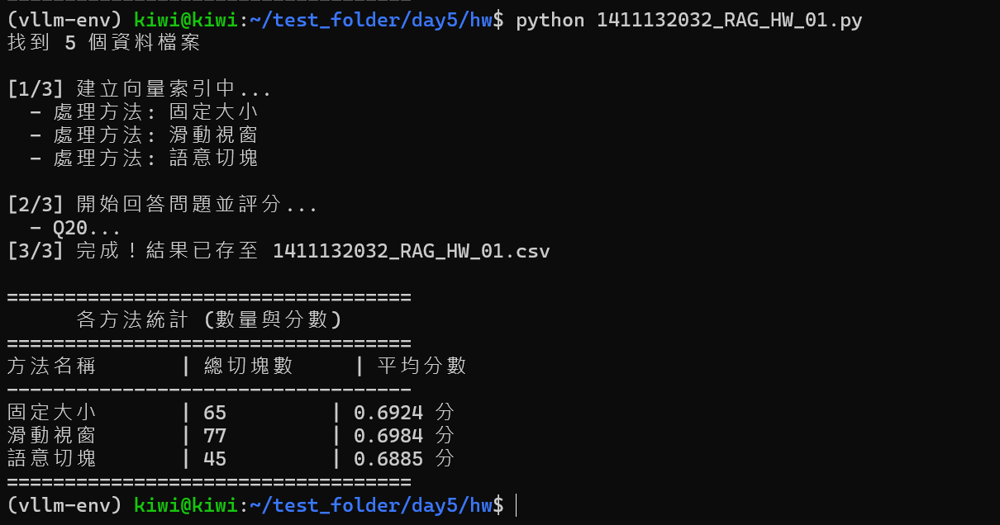 (vllm-env) kiwi@kiwi:~/test_folder/day5/hw$ python 1411132032_RAG_HW_01.py
找到 5 個資料檔案
[1/3] 建立向量索引中...
- 處理方法: 固定大小
- 處理方法: 滑動視窗
- 處理方法: 語意切塊
[2/3] 開始回答問題並評分...
- Q20...
[3/3] 完成！結果已存至 1411132032_RAG_HW_01.csv
===================================
各方法統計 (數量與分數)
===================================
方法名稱 | 總切塊數 | 平均分數
-----------------------------------
固定大小 | 65 | 0.6924 分
滑動視窗 | 77 | 0.6984 分
語意切塊 | 45 | 0.6885 分
===================================
(vllm-env) kiwi@kiwi:~/test_folder/day5/hw$